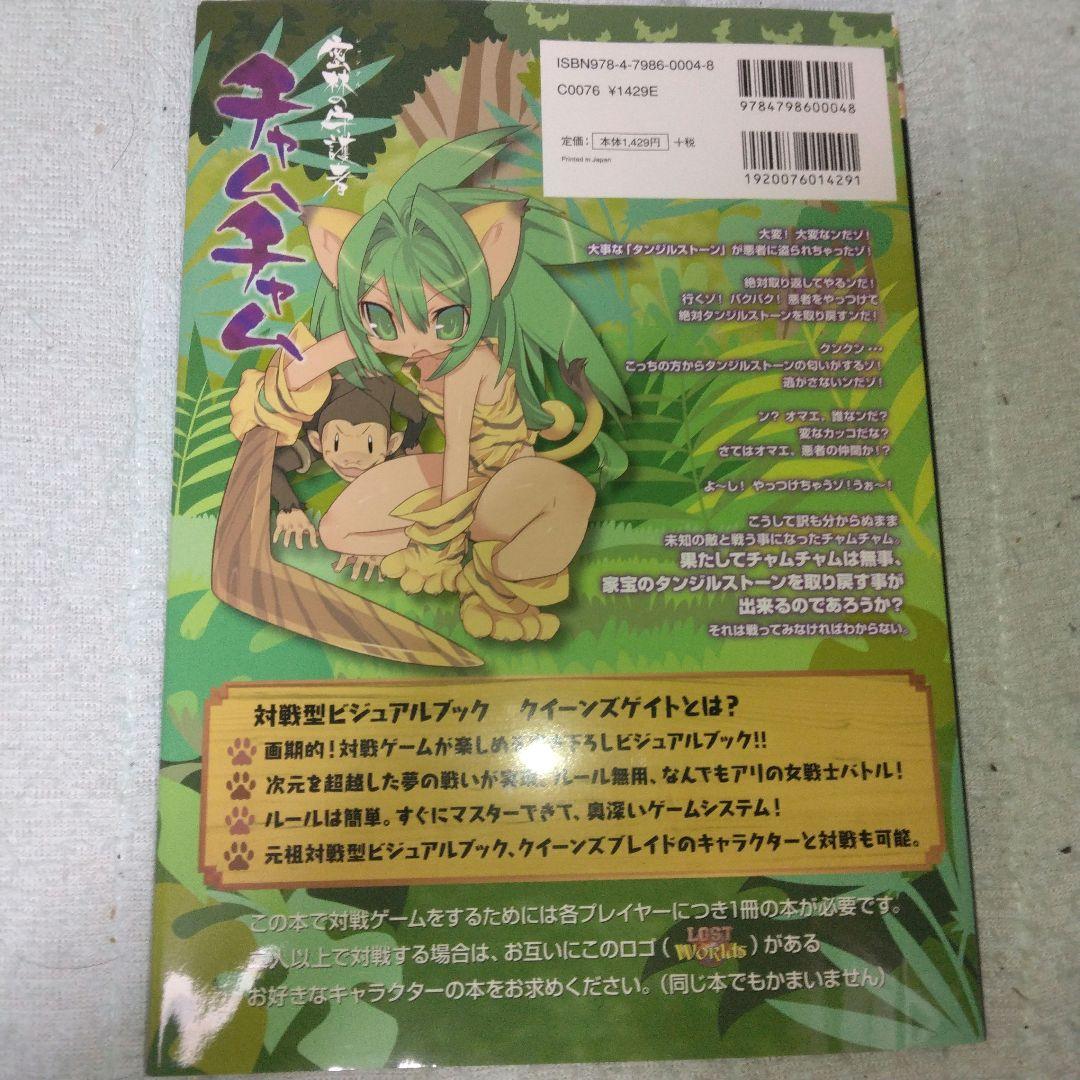 密林の守護者
チャムチャム
ISBN978-4-7986-0004-8
C0076 ¥1429E
9784798600048
定価： 本体1,429円 +税
Printed in Japan
1920076014291
大変！ 大変なンだゾ！
大事な「タンジルストーン」が悪者に盗られちゃったゾ！
絶対取り返してやるンだ！
行くゾ！ パクパク！ 悪者をやっつけて
絶対タンジルストーンを取り戻すンだ！
クンクン…
こっちの方からタンジルストーンの匂いがするゾ！
逃がさないンだゾ！
ン？ オマエ、誰なンだ？
変なカッコだな？
さてはオマエ、悪者の仲間か！？
よ～し！ やっつけちゃうゾ！うぉ～！
こうして訳も分からぬまま
未知の敵と戦う事になったチャムチャム。
果たしてチャムチャムは無事、
家宝のタンジルストーンを取り戻す事が
出来るのであろうか？
それは戦ってみなければわからない。
対戦型ビジュアルブック クイーンズゲイトとは？
画期的！対戦ゲームが楽しめる 下ろしビジュアルブック!!
次元を超越した夢の戦いが実現。ルール無用、なんでもアリの女戦士バトル！
ルールは簡単。すぐにマスターできて、奥深いゲームシステム！
元祖対戦型ビジュアルブック、クイーンズブレイドのキャラクターと対戦も可能。
この本で対戦ゲームをするためには各プレイヤーにつき1冊の本が必要です。
人以上で対戦する場合は、お互いにこのロゴ（LOST WORLDS）がある
お好きなキャラクターの本をお求めください。（同じ本でもかまいません）